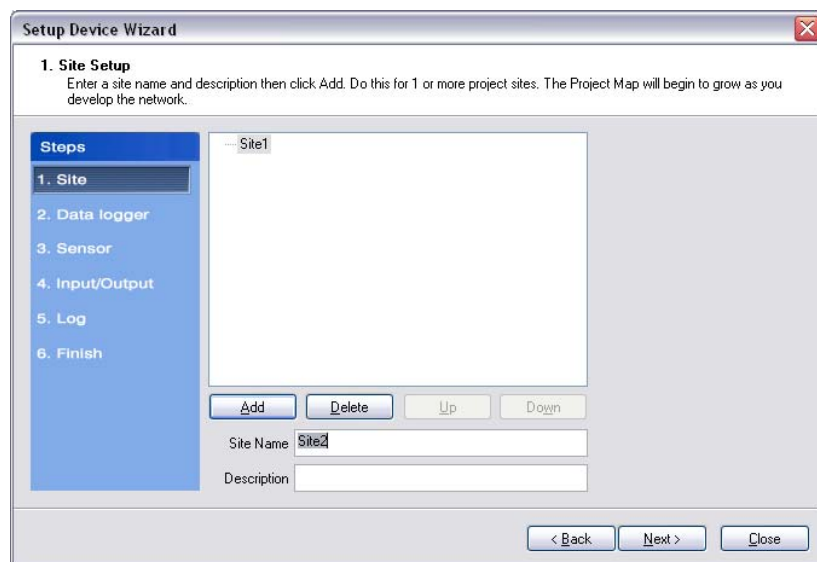 Setup Device Wizard
1. Site Setup
Enter a site name and description then click Add. Do this for 1 or more project sites. The Project Map will begin to grow as you
develop the network.
Steps
1. Site
2. Data logger
3. Sensor
4. Input/Output
5. Log
6. Finish
Site1
Add
Delete
Up
Down
Site Name
Site2
Description
< Back
Next >
Close